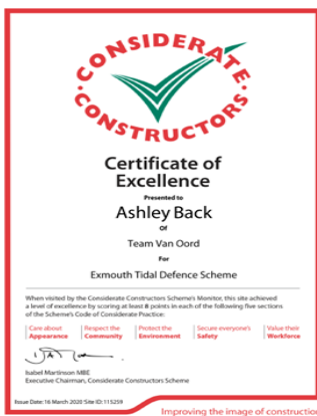 CONSIDERATE
CONSTRUCTORS
Certificate of
Excellence
Presented to
Ashley Back
Of
Team Van Oord
For
Exmouth Tidal Defence Scheme
When visited by the Considerate Constructors Scheme's Monitor, this site achieved
a level of excellence by scoring at least 8 points in each of the following five sections
of the Scheme's Code of Considerate Practice:
Care about Appearance
Respect the Community
Protect the Environment
Secure everyone's Safety
Value their Workforce
Isabel Martinson MBE
Executive Chairman, Considerate Constructors Scheme
Issue Date: 16 March 2020 Site ID: 115259
Improving the image of construction